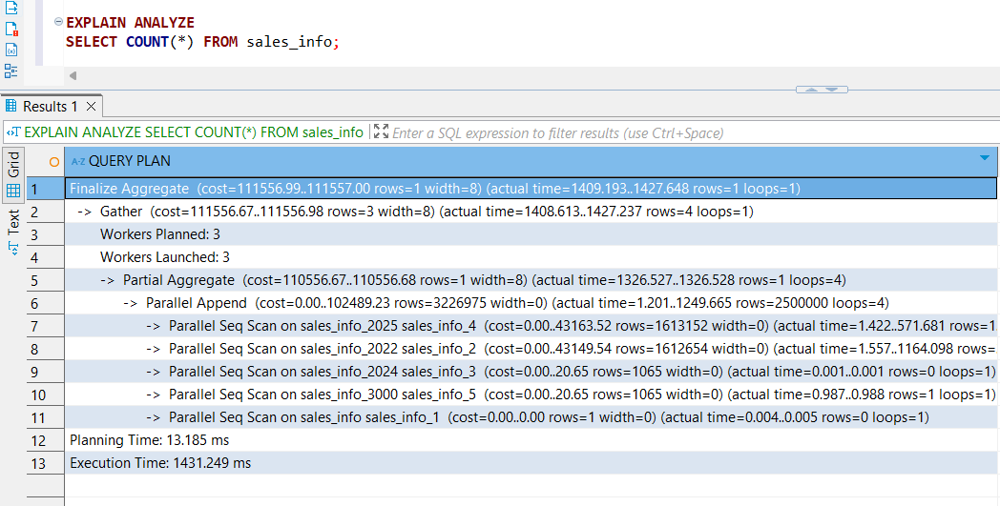 EXPLAIN ANALYZE
SELECT COUNT(*) FROM sales_info;
Results 1
EXPLAIN ANALYZE SELECT COUNT(*) FROM sales_info
Enter a SQL expression to filter results (use Ctrl+Space)
Grid
Text
A-Z QUERY PLAN
1 Finalize Aggregate (cost=111556.99..111557.00 rows=1 width=8) (actual time=1409.193..1427.648 rows=1 loops=1)
2 -> Gather (cost=111556.67..111556.98 rows=3 width=8) (actual time=1408.613..1427.237 rows=4 loops=1)
3 Workers Planned: 3
4 Workers Launched: 3
5 -> Partial Aggregate (cost=110556.67..110556.68 rows=1 width=8) (actual time=1326.527..1326.528 rows=1 loops=4)
6 -> Parallel Append (cost=0.00..102489.23 rows=3226975 width=0) (actual time=1.201..1249.665 rows=2500000 loops=4)
7 -> Parallel Seq Scan on sales_info_2025 sales_info_4 (cost=0.00..43163.52 rows=1613152 width=0) (actual time=1.422..571.681 rows=1
8 -> Parallel Seq Scan on sales_info_2022 sales_info_2 (cost=0.00..43149.54 rows=1612654 width=0) (actual time=1.557..1164.098 rows=
9 -> Parallel Seq Scan on sales_info_2024 sales_info_3 (cost=0.00..20.65 rows=1065 width=0) (actual time=0.001..0.001 rows=0 loops=1)
10 -> Parallel Seq Scan on sales_info_3000 sales_info_5 (cost=0.00..20.65 rows=1065 width=0) (actual time=0.987..0.988 rows=1 loops=1)
11 -> Parallel Seq Scan on sales_info sales_info_1 (cost=0.00..0.00 rows=1 width=0) (actual time=0.004..0.005 rows=0 loops=1)
12 Planning Time: 13.185 ms
13 Execution Time: 1431.249 ms